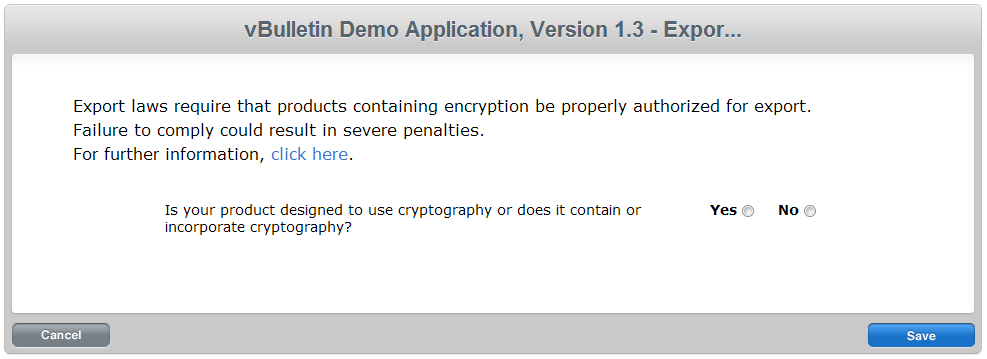 vBulletin Demo Application, Version 1.3 - Expor...
Export laws require that products containing encryption be properly authorized for export.
Failure to comply could result in severe penalties.
For further information, click here.
Is your product designed to use cryptography or does it contain or
incorporate cryptography?
Yes No
Cancel Save